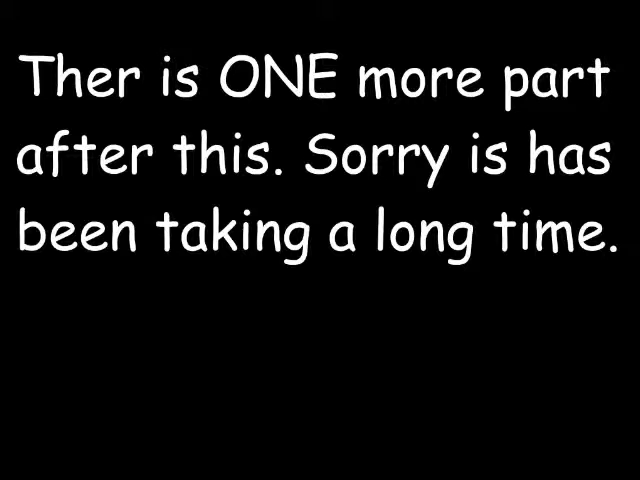 Ther is ONE more part
after this. Sorry is has
been taking a long time.